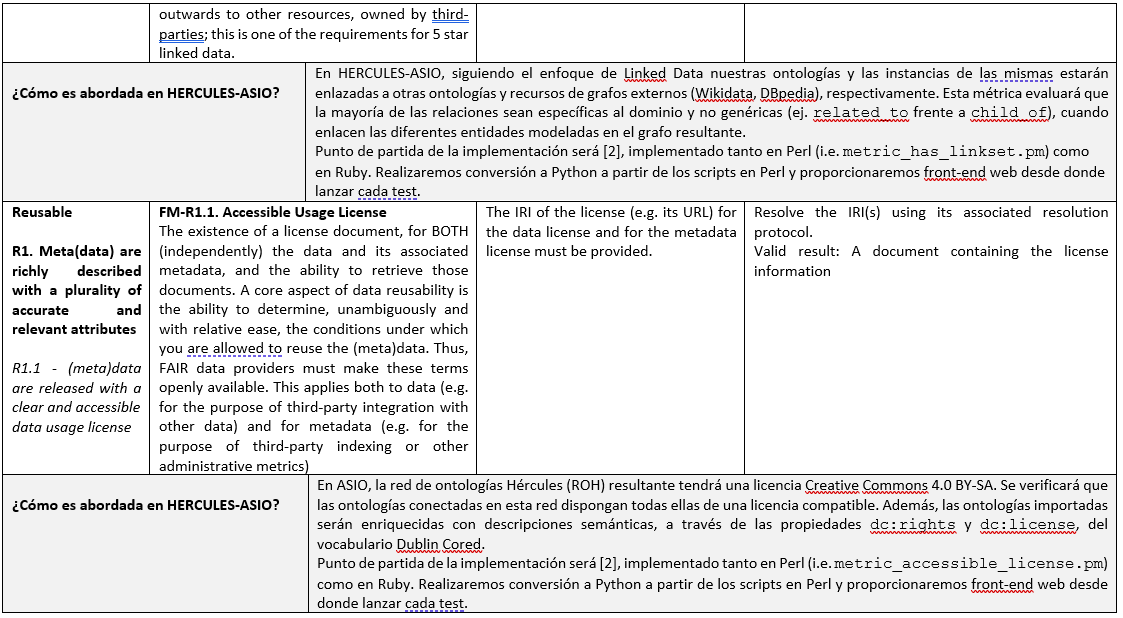 outwards to other resources, owned by third-
parties; this is one of the requirements for 5 star
linked data.
¿Cómo es abordada en HERCULES-ASIO?
En HERCULES-ASIO, siguiendo el enfoque de Linked Data nuestras ontologías y las instancias de las mismas estarán
enlazadas a otras ontologías y recursos de grafos externos (Wikidata, DBpedia), respectivamente. Esta métrica evaluará que
la mayoría de las relaciones sean específicas al dominio y no genéricas (ej. related_to frente a child_of), cuando
enlacen las diferentes entidades modeladas en el grafo resultante.
Punto de partida de la implementación será [2], implementado tanto en Perl (i.e. metric_has_linkset.pm) como
en Ruby. Realizaremos conversión a Python a partir de los scripts en Perl y proporcionaremos front-end web desde donde
lanzar cada test.
Reusable
R1. Meta(data) are
richly described
with a plurality of
accurate and
relevant attributes
R1.1 - (meta)data
are released with a
clear and accessible
data usage license
FM-R1.1. Accessible Usage License
The existence of a license document, for BOTH
(independently) the data and its associated
metadata, and the ability to retrieve those
documents. A core aspect of data reusability is
the ability to determine, unambiguously and
with relative ease, the conditions under which
you are allowed to reuse the (meta)data. Thus,
FAIR data providers must make these terms
openly available. This applies both to data (e.g.
for the purpose of third-party integration with
other data) and for metadata (e.g. for the
purpose of third-party indexing or other
administrative metrics)
The IRI of the license (e.g. its URL) for
the data license and for the metadata
license must be provided.
Resolve the IRI(s) using its associated resolution
protocol.
Valid result: A document containing the license
information
¿Cómo es abordada en HERCULES-ASIO?
En ASIO, la red de ontologías Hércules (ROH) resultante tendrá una licencia Creative Commons 4.0 BY-SA. Se verificará que
las ontologías conectadas en esta red dispongan todas ellas de una licencia compatible. Además, las ontologías importadas
serán enriquecidas con descripciones semánticas, a través de las propiedades dc:rights y dc:license, del
vocabulario Dublin Cored.
Punto de partida de la implementación será [2], implementado tanto en Perl (i.e. metric_accessible_license.pm)
como en Ruby. Realizaremos conversión a Python a partir de los scripts en Perl y proporcionaremos front-end web desde
donde lanzar cada test.